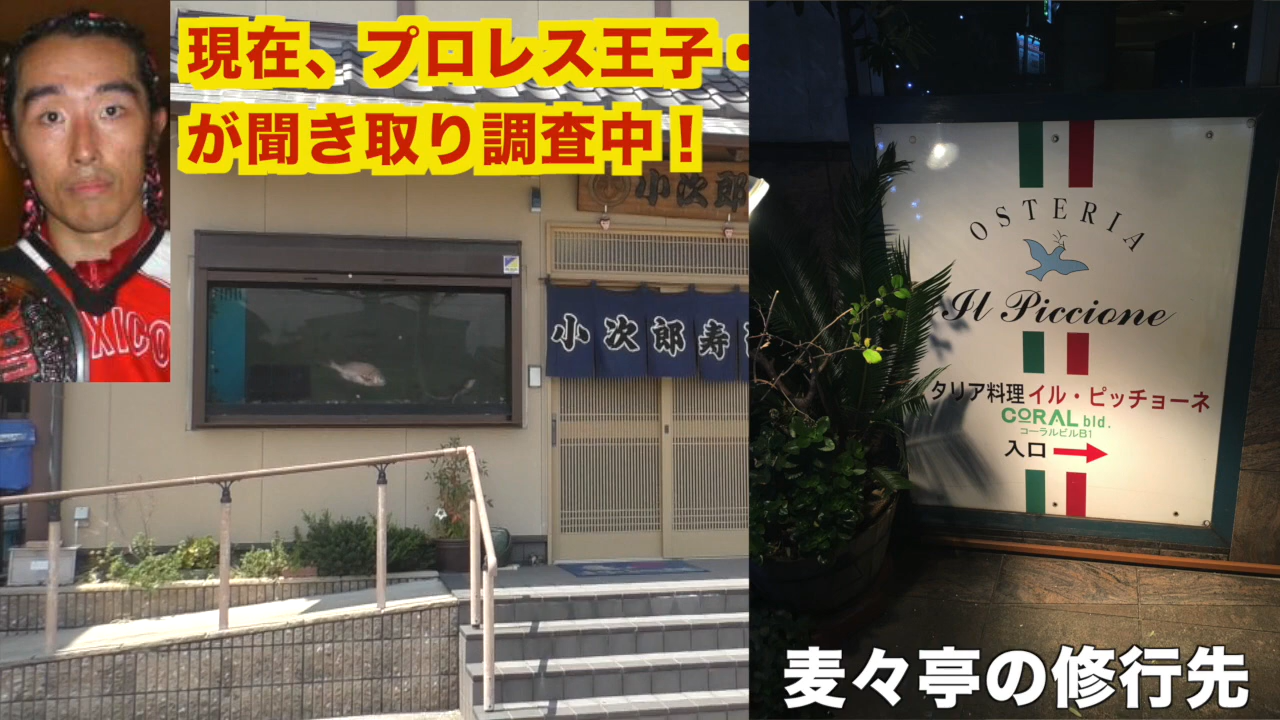 現在、プロレス王子・
が聞き取り調査中！
小次郎
小次郎寿
XICO
OSTERIA
Il Piccione
タリア料理 イル・ピッチョーネ
CORAL bld.
コーラルビルB1
入口
麦々亭の修行先